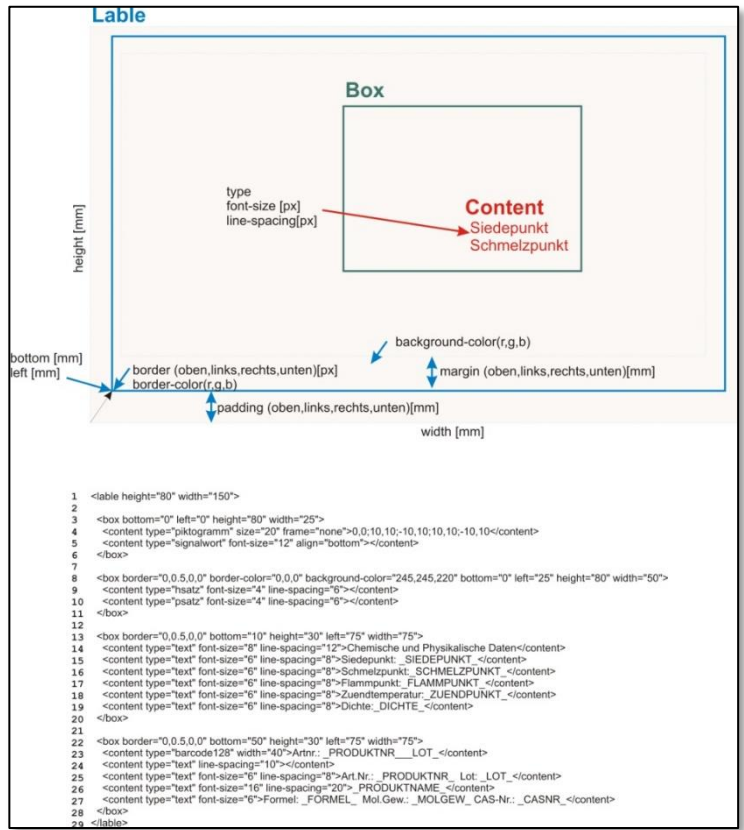 Lable
Box
type
font-size [px]
line-spacing[px]
Content
Siedepunkt
Schmelzpunkt
height [mm]
background-color(r,g,b)
bottom [mm]
left [mm]
border (oben,links,rechts,unten)[px]
border-color(r,g,b)
margin (oben,links,rechts,unten)[mm]
padding (oben,links,rechts,unten)[mm]
width [mm]
1 <lable height="80" width="150">
2
3 <box bottom="0" left="0" height="80" width="25">
4 <content type="piktogramm" size="20" frame="none">0,0;10,10;-10,10;10,10;-10,10</content>
5 <content type="signalwort" font-size="12" align="bottom"></content>
6 </box>
7
8 <box border="0,0.5,0,0" border-color="0,0,0" background-color="245,245,220" bottom="0" left="25" height="80" width="50">
9 <content type="hsatz" font-size="4" line-spacing="6"></content>
10 <content type="psatz" font-size="4" line-spacing="6"></content>
11 </box>
12
13 <box border="0,0.5,0,0" bottom="10" height="30" left="75" width="75">
14 <content type="text" font-size="8" line-spacing="12">Chemische und Physikalische Daten</content>
15 <content type="text" font-size="6" line-spacing="8">Siedepunkt: _SIEDEPUNKT_</content>
16 <content type="text" font-size="6" line-spacing="8">Schmelzpunkt:_SCHMELZPUNKT_</content>
17 <content type="text" font-size="6" line-spacing="8">Flammpunkt:_FLAMMPUNKT_</content>
18 <content type="text" font-size="6" line-spacing="8">Zuendtemperatur:_ZUENDPUNKT_</content>
19 <content type="text" font-size="6" line-spacing="8">Dichte:_DICHTE_</content>
20 </box>
21
22 <box border="0,0.5,0,0" bottom="50" height="30" left="75" width="75">
23 <content type="barcode128" width="40">Artnr.: _PRODUKTNR___LOT_</content>
24 <content type="text" line-spacing="10"></content>
25 <content type="text" font-size="6" line-spacing="8">Art.Nr.: _PRODUKTNR_ Lot: _LOT_</content>
26 <content type="text" font-size="16" line-spacing="20">_PRODUKTNAME_</content>
27 <content type="text" font-size="6">Formel: _FORMEL_ Mol.Gew.: _MOLGEW_ CAS-Nr.: _CASNR_</content>
28 </box>
29 </lable>